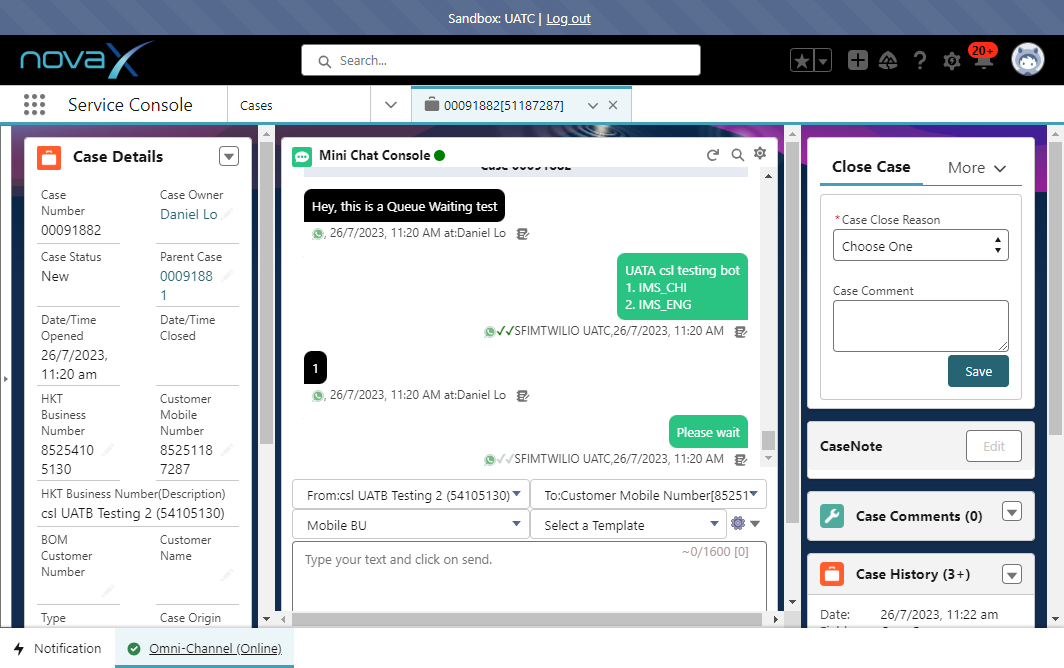 Sandbox: UATC | Log out
novaX
Search...
20+
Service Console
Cases
00091882[51187287]
Case Details
Case Number
Case Owner
00091882
Daniel Lo
Case Status
Parent Case
New
0009188
1
Date/Time Opened
Date/Time Closed
26/7/2023,
11:20 am
HKT Business Number
Customer Mobile Number
8525410
5130
8525118
7287
HKT Business Number(Description)
csl UATB Testing 2 (54105130)
BOM Customer Number
Customer Name
Type
Case Origin
Mini Chat Console
Case 00091882
Hey, this is a Queue Waiting test
, 26/7/2023, 11:20 AM at:Daniel Lo
UATA csl testing bot
1. IMS_CHI
2. IMS_ENG
SFIMTWILIO UATC,26/7/2023, 11:20 AM
1
, 26/7/2023, 11:20 AM at:Daniel Lo
Please wait
SFIMTWILIO UATC,26/7/2023, 11:20 AM
From:csl UATB Testing 2 (54105130)
To:Customer Mobile Number[85251
Mobile BU
Select a Template
Type your text and click on send.
~0/1600 [0]
Close Case
More
*Case Close Reason
Choose One
Case Comment
Save
CaseNote
Edit
Case Comments (0)
Case History (3+)
Date:
26/7/2023, 11:22 am
Notification
Omni-Channel (Online)